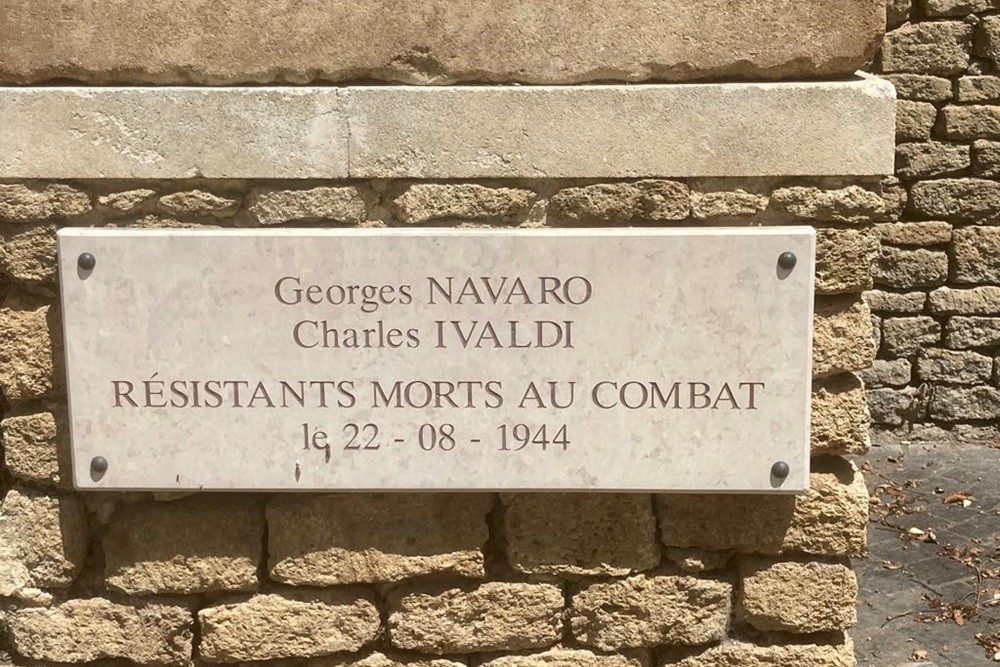 Georges NAVARO
Charles IVALDI
RÉSISTANTS MORTS AU COMBAT
le 22 - 08 - 1944